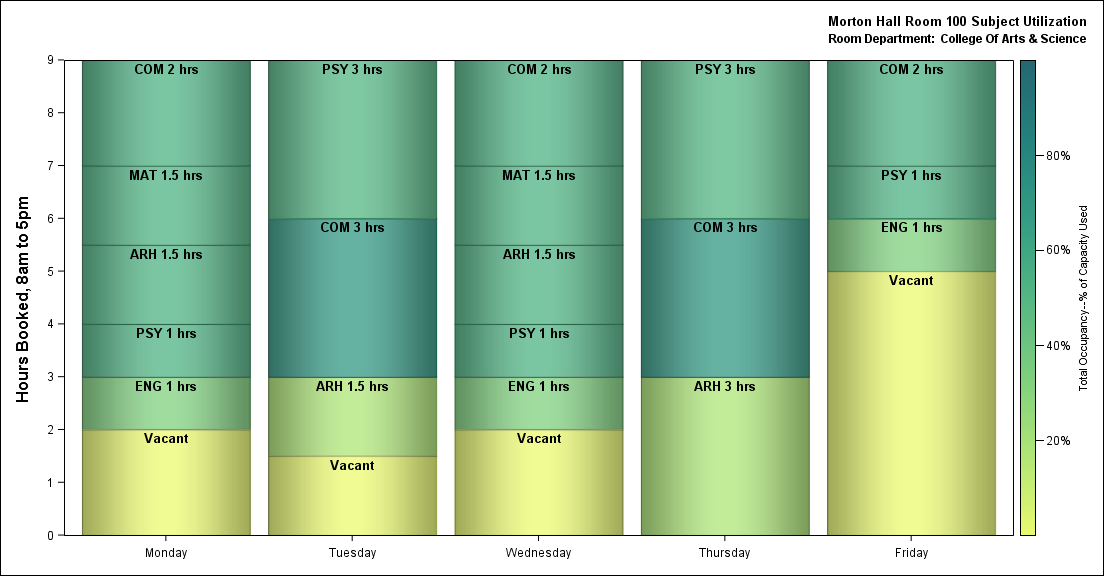 Morton Hall Room 100 Subject Utilization
Room Department: College Of Arts & Science
Hours Booked, 8am to 5pm
9
8
7
6
5
4
3
2
1
0
COM 2 hrs
MAT 1.5 hrs
ARH 1.5 hrs
PSY 1 hrs
ENG 1 hrs
Vacant
PSY 3 hrs
COM 3 hrs
ARH 1.5 hrs
Vacant
COM 2 hrs
MAT 1.5 hrs
ARH 1.5 hrs
PSY 1 hrs
ENG 1 hrs
Vacant
PSY 3 hrs
COM 3 hrs
ARH 3 hrs
COM 2 hrs
PSY 1 hrs
ENG 1 hrs
Vacant
Monday
Tuesday
Wednesday
Thursday
Friday
80%
60%
40%
20%
Total Occupancy--% of Capacity Used